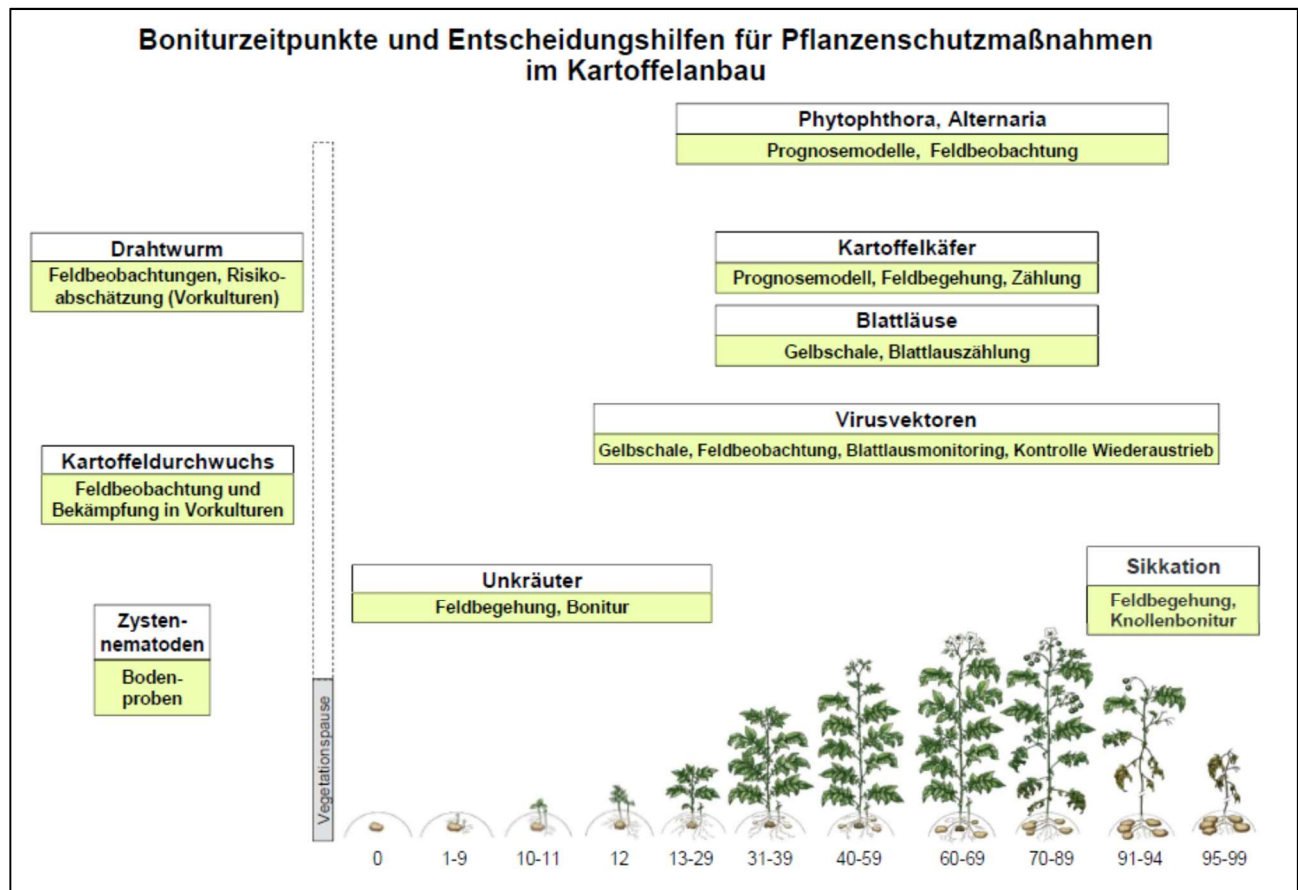 Boniturzeitpunkte und Entscheidungshilfen für Pflanzenschutzmaßnahmen
im Kartoffelanbau
Phytophthora, Alternaria
Prognosemodelle, Feldbeobachtung
Drahtwurm
Feldbeobachtungen, Risiko-
abschätzung (Vorkulturen)
Kartoffelkäfer
Prognosemodell, Feldbegehung, Zählung
Blattläuse
Gelbschale, Blattlauszählung
Virusvektoren
Gelbschale, Feldbeobachtung, Blattlausmonitoring, Kontrolle Wiederaustrieb
Kartoffeldurchwuchs
Feldbeobachtung und
Bekämpfung in Vorkulturen
Unkräuter
Feldbegehung, Bonitur
Sikkation
Feldbegehung,
Knollenbonitur
Zysten-
nematoden
Boden-
proben
Vegetationspause
0 1-9 10-11 12 13-29 31-39 40-59 60-69 70-89 91-94 95-99